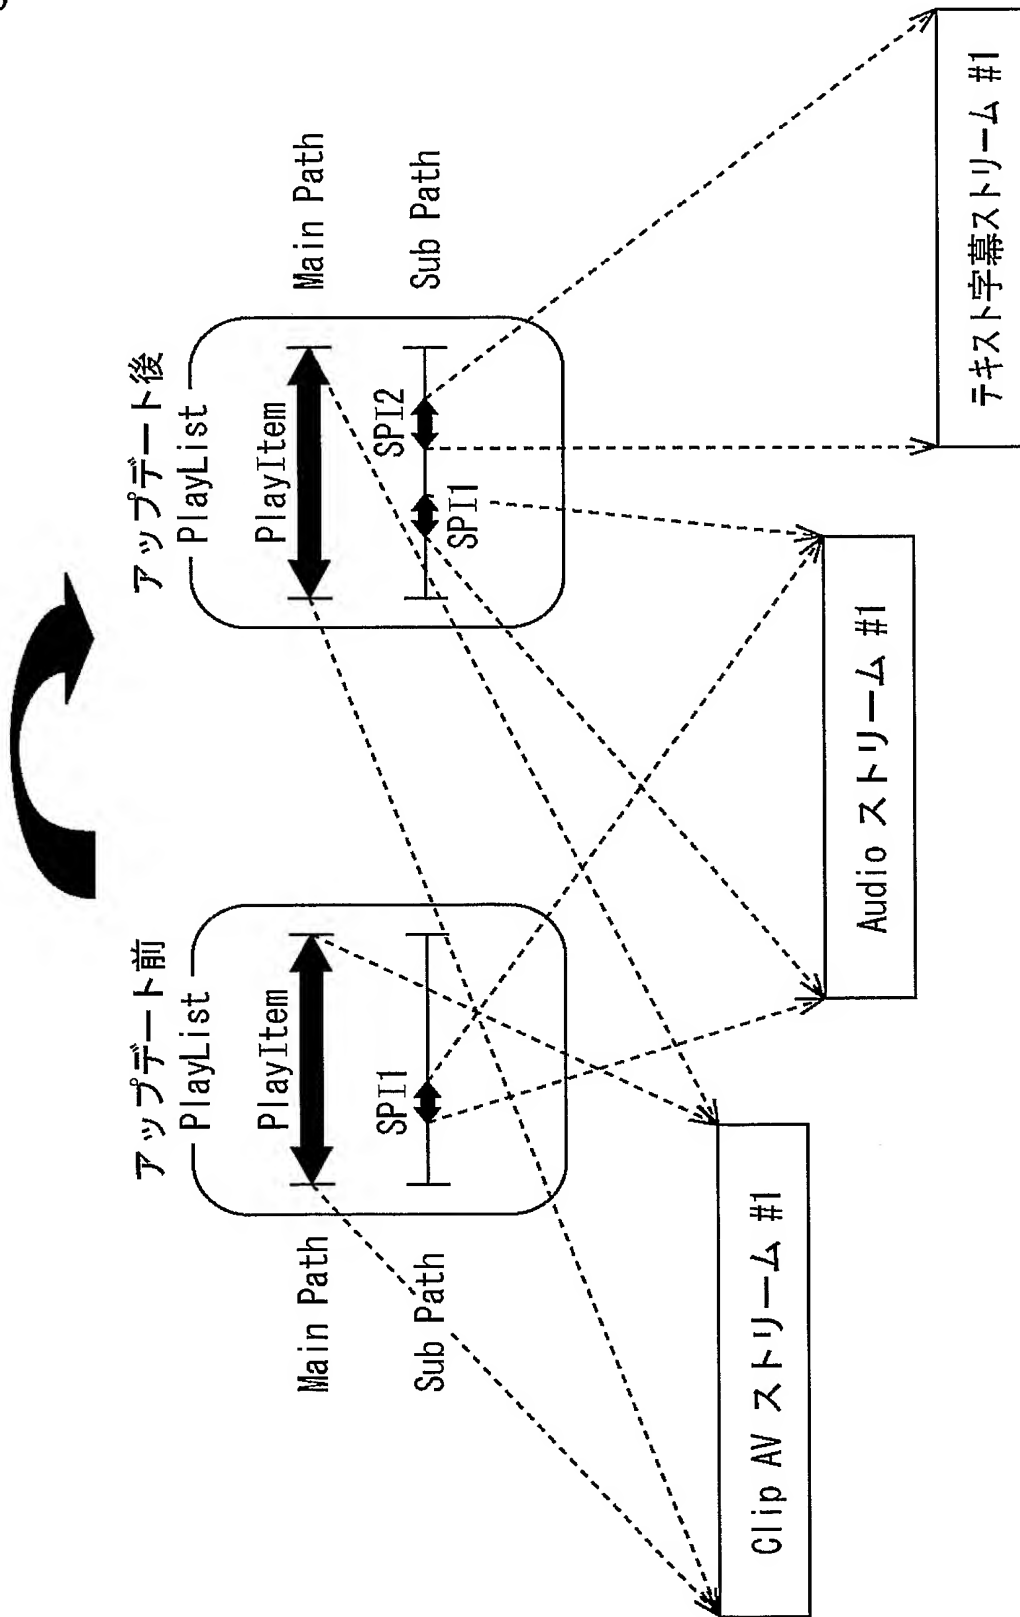 アップデート前
PlayList
PlayItem
SPI1
Main Path
Sub Path
アップデート後
PlayList
PlayItem
SPI1
SPI2
Main Path
Sub Path
Clip AV ストリーム #1
Audio ストリーム #1
テキスト字幕ストリーム #1